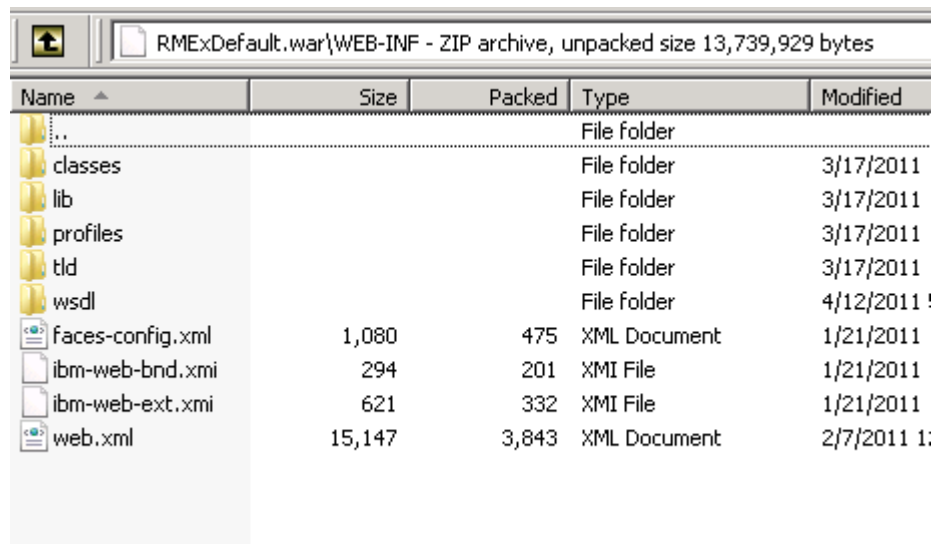 RMExDefault.war\WEB-INF - ZIP archive, unpacked size 13,739,929 bytes
Name Size Packed Type Modified
.. File folder
classes File folder 3/17/2011
lib File folder 3/17/2011
profiles File folder 3/17/2011
tld File folder 3/17/2011
wsdl File folder 4/12/2011
faces-config.xml 1,080 475 XML Document 1/21/2011
ibm-web-bnd.xmi 294 201 XMI File 1/21/2011
ibm-web-ext.xmi 621 332 XMI File 1/21/2011
web.xml 15,147 3,843 XML Document 2/7/2011